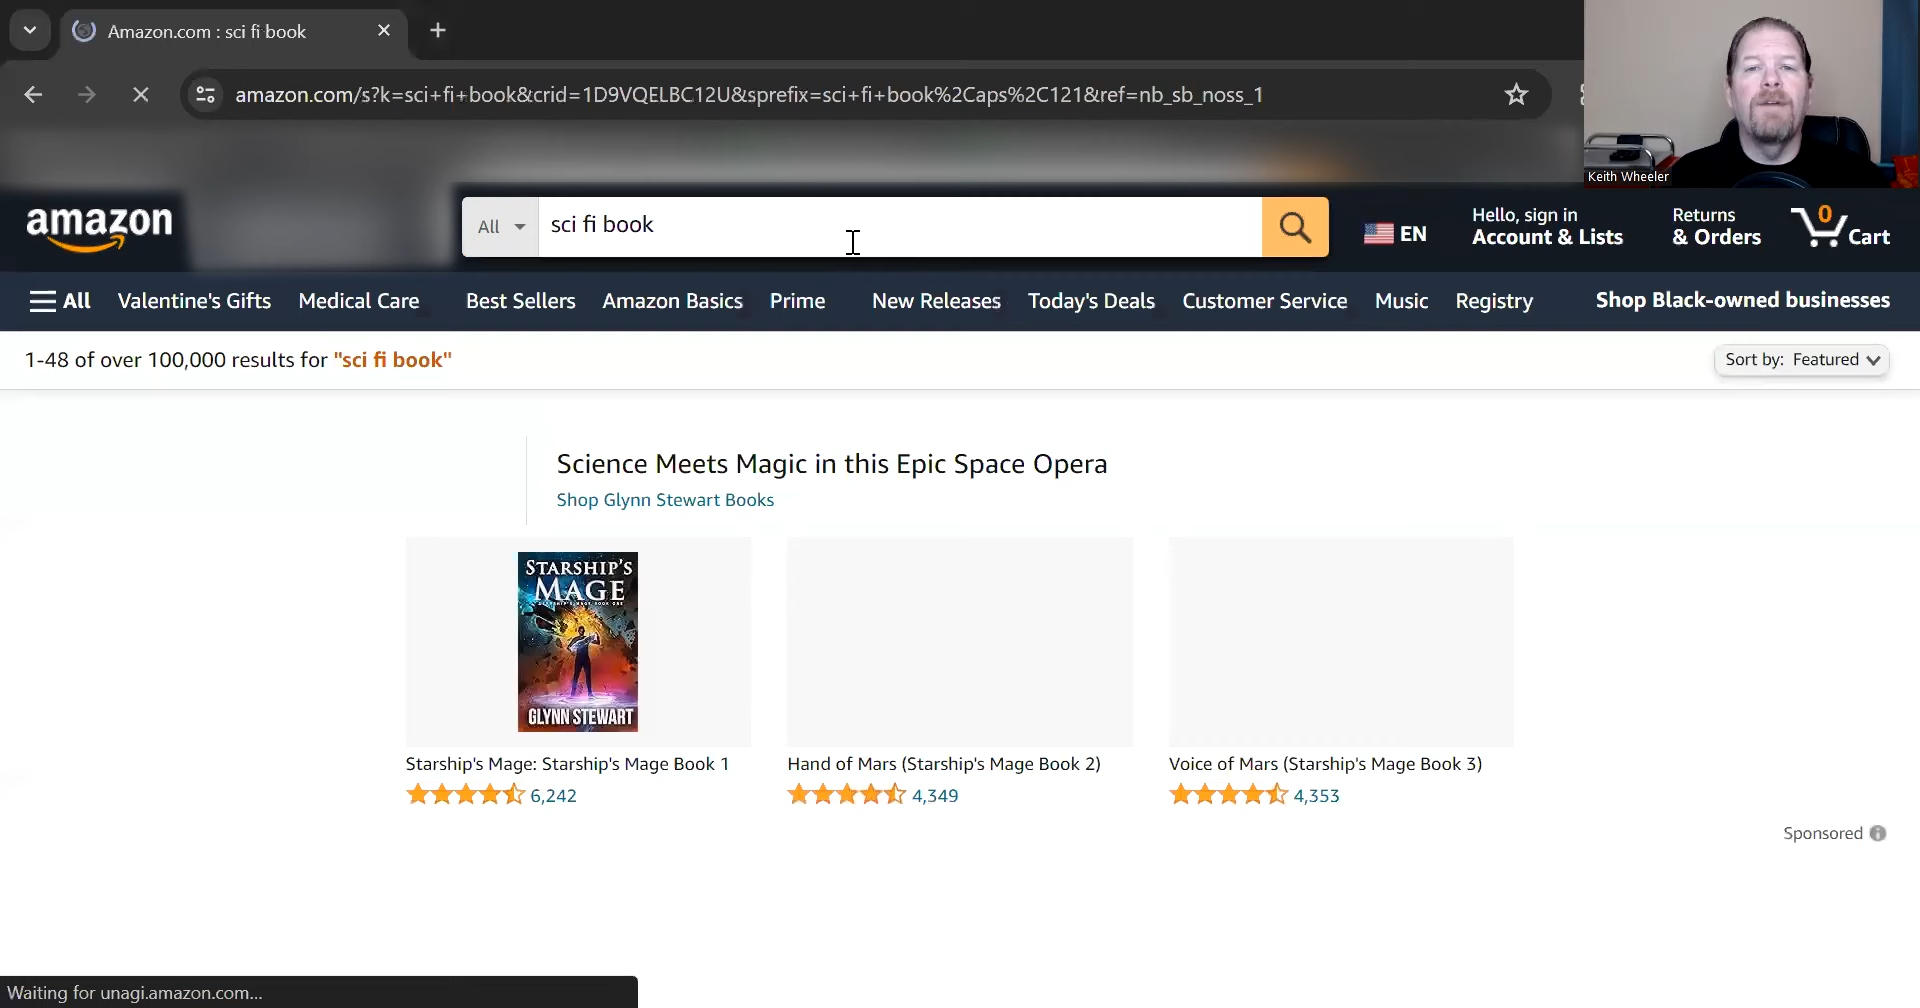 Amazon.com : sci fi book
amazon.com/s?k=sci+fi+book&crid=1D9VQELBC12U&sprefix=sci+fi+book%2Caps%2C121&ref=nb_sb_noss_1
Keith Wheeler
amazon
All
sci fi book
EN
Hello, sign in
Account & Lists
Returns
& Orders
0
Cart
All
Valentine's Gifts
Medical Care
Best Sellers
Amazon Basics
Prime
New Releases
Today's Deals
Customer Service
Music
Registry
Shop Black-owned businesses
1-48 of over 100,000 results for "sci fi book"
Sort by: Featured
Science Meets Magic in this Epic Space Opera
Shop Glynn Stewart Books
STARSHIP'S
MAGE
STARSHIP'S MAGE BOOK ONE
GLYNN STEWART
Starship's Mage: Starship's Mage Book 1
6,242
Hand of Mars (Starship's Mage Book 2)
4,349
Voice of Mars (Starship's Mage Book 3)
4,353
Sponsored
Waiting for unagi.amazon.com...